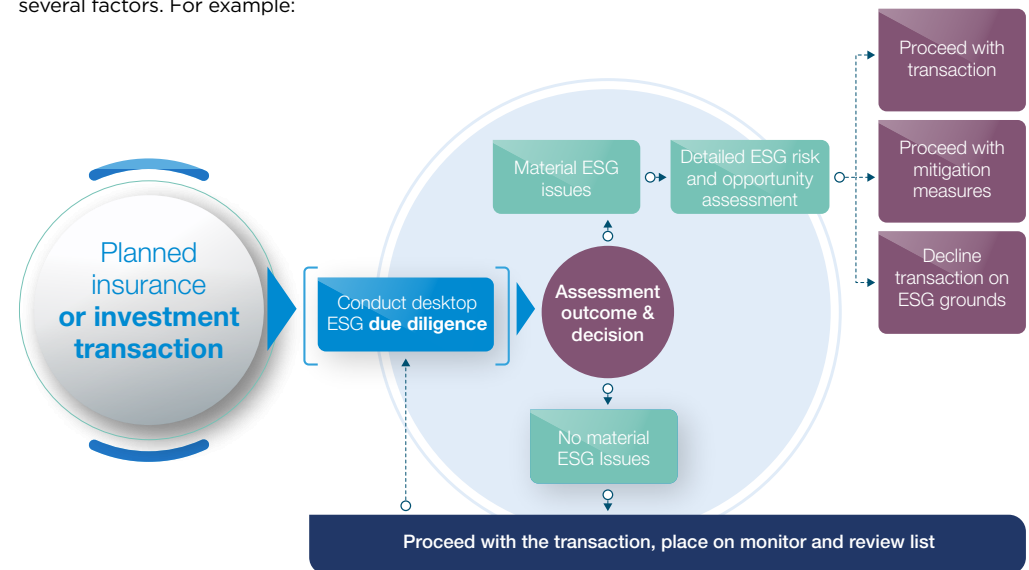 several factors. For example:
Planned
insurance
or investment
transaction
Conduct desktop
ESG due diligence
Assessment
outcome &
decision
Material ESG
issues
Detailed ESG risk
and opportunity
assessment
Proceed with
transaction
Proceed with
mitigation
measures
Decline
transaction on
ESG grounds
No material
ESG Issues
Proceed with the transaction, place on monitor and review list